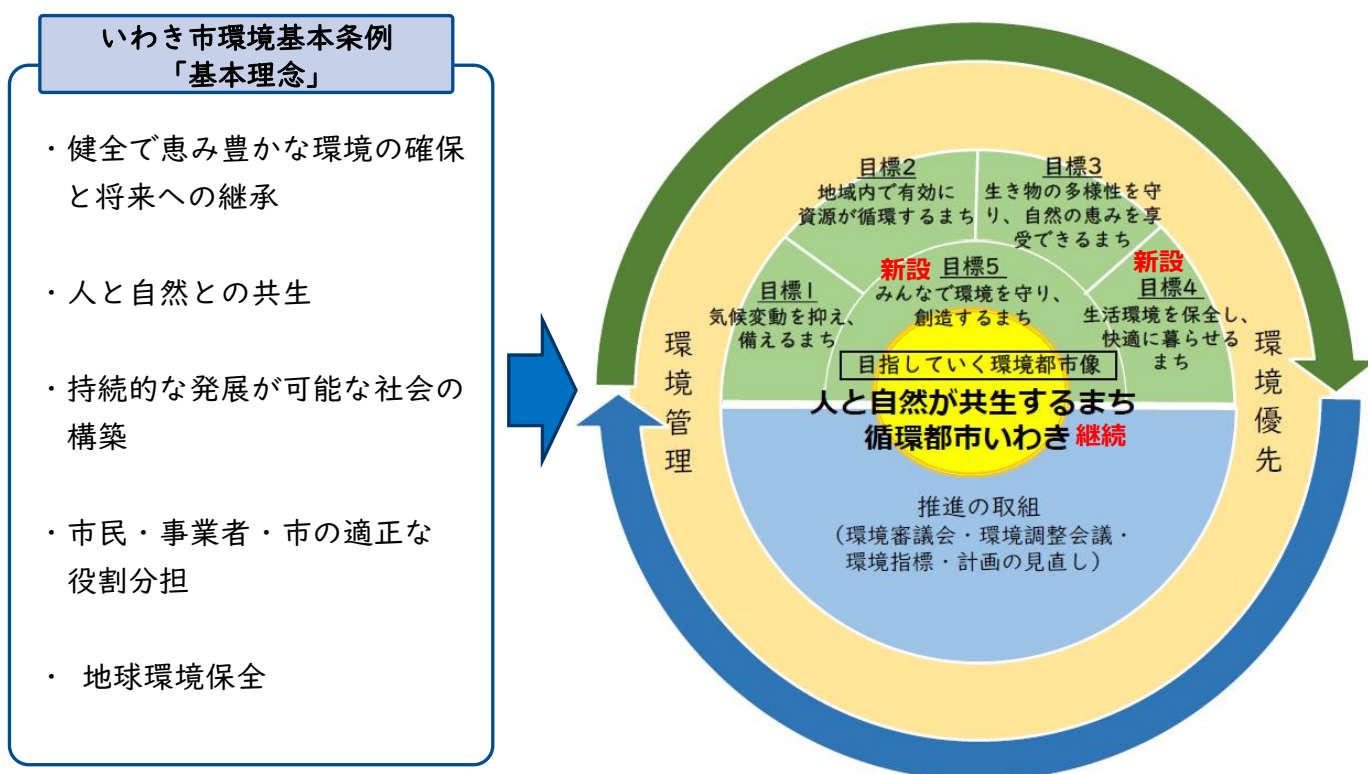 いわき市環境基本条例
「基本理念」
・健全で恵み豊かな環境の確保
と将来への継承
・人と自然との共生
・持続的な発展が可能な社会の
構築
・市民・事業者・市の適正な
役割分担
・ 地球環境保全
環境管理
目標1
気候変動を抑え、
備えるまち
目標2
地域内で有効に
資源が循環するまち
目標3
生き物の多様性を守
り、自然の恵みを享
受できるまち
新設
目標4
生活環境を保全し、
快適に暮らせる
まち
新設 目標5
みんなで環境を守り、
創造するまち
環境優先
目指していく環境都市像
人と自然が共生するまち
循環都市いわき 継続
推進の取組
(環境審議会・環境調整会議・
環境指標・計画の見直し)